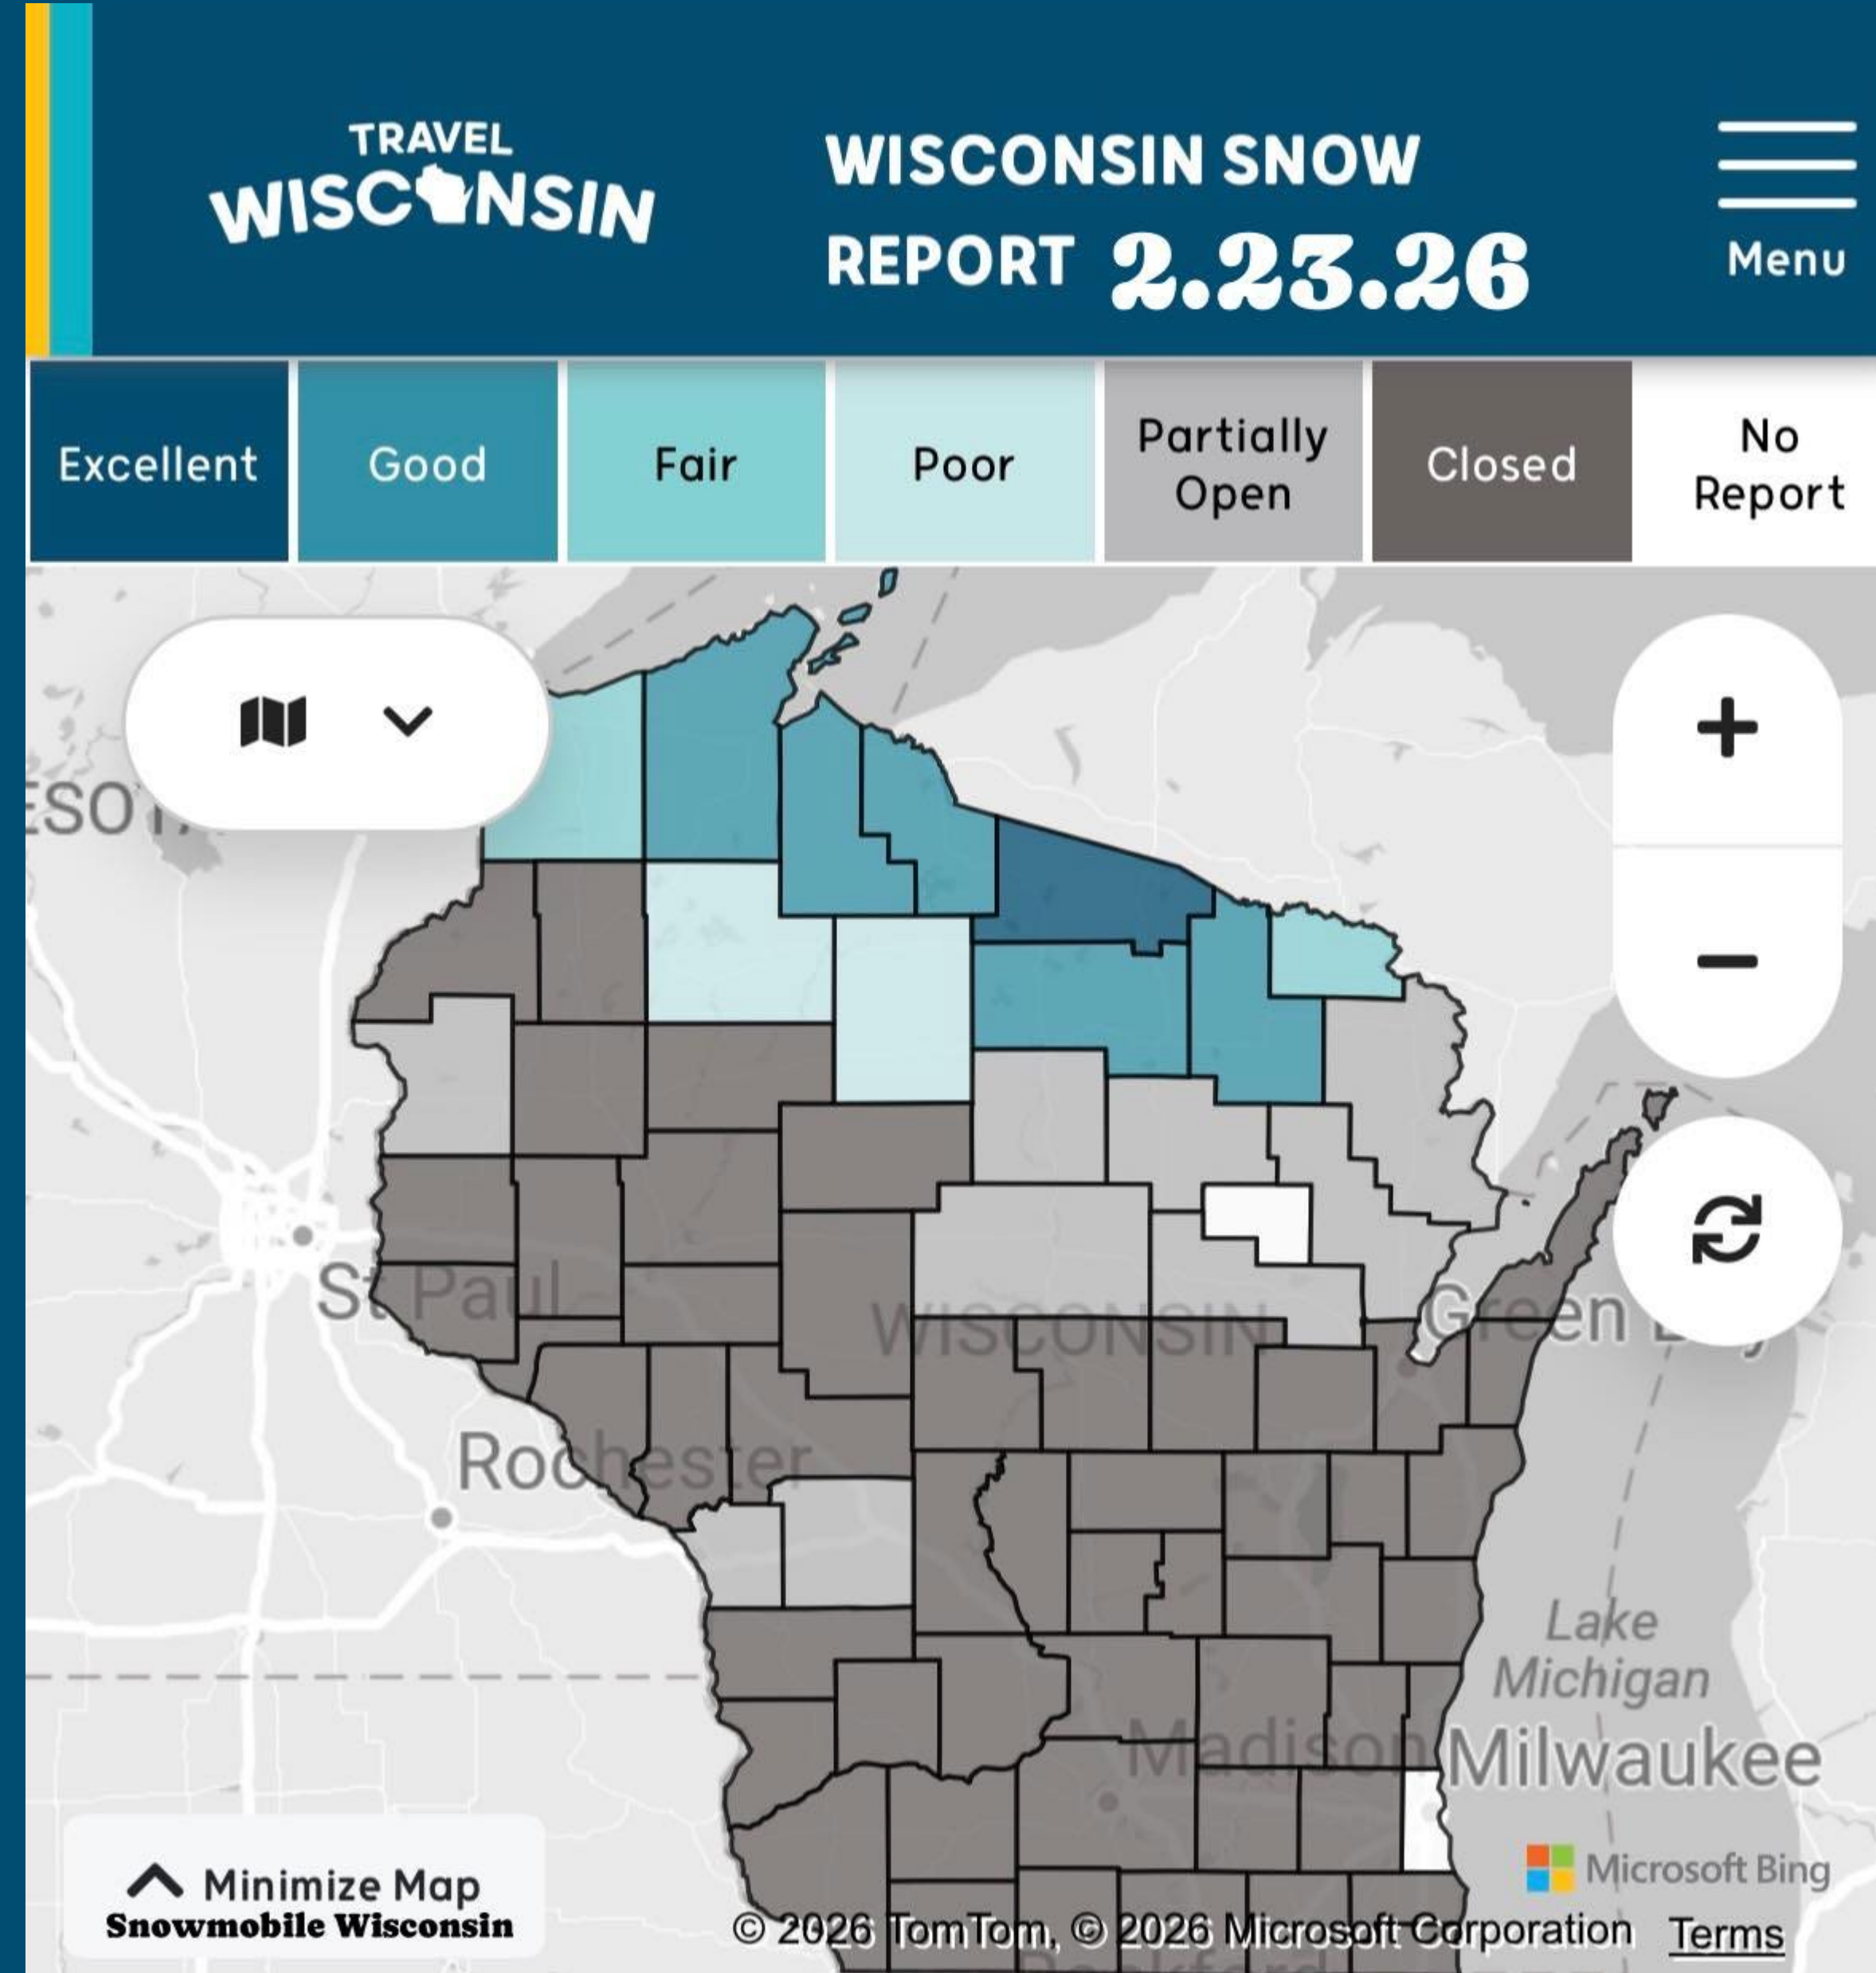 TRAVEL
WISCONSIN
WISCONSIN SNOW
REPORT 2.23.26
Menu
Excellent
Good
Fair
Poor
Partially
Open
Closed
No
Report
St Paul
WISCONSIN
Green
Rochester
Lake
Michigan
Madison
Milwaukee
Minimize Map
Snowmobile Wisconsin
Microsoft Bing
© 2026 TomTom, © 2026 Microsoft Corporation Terms